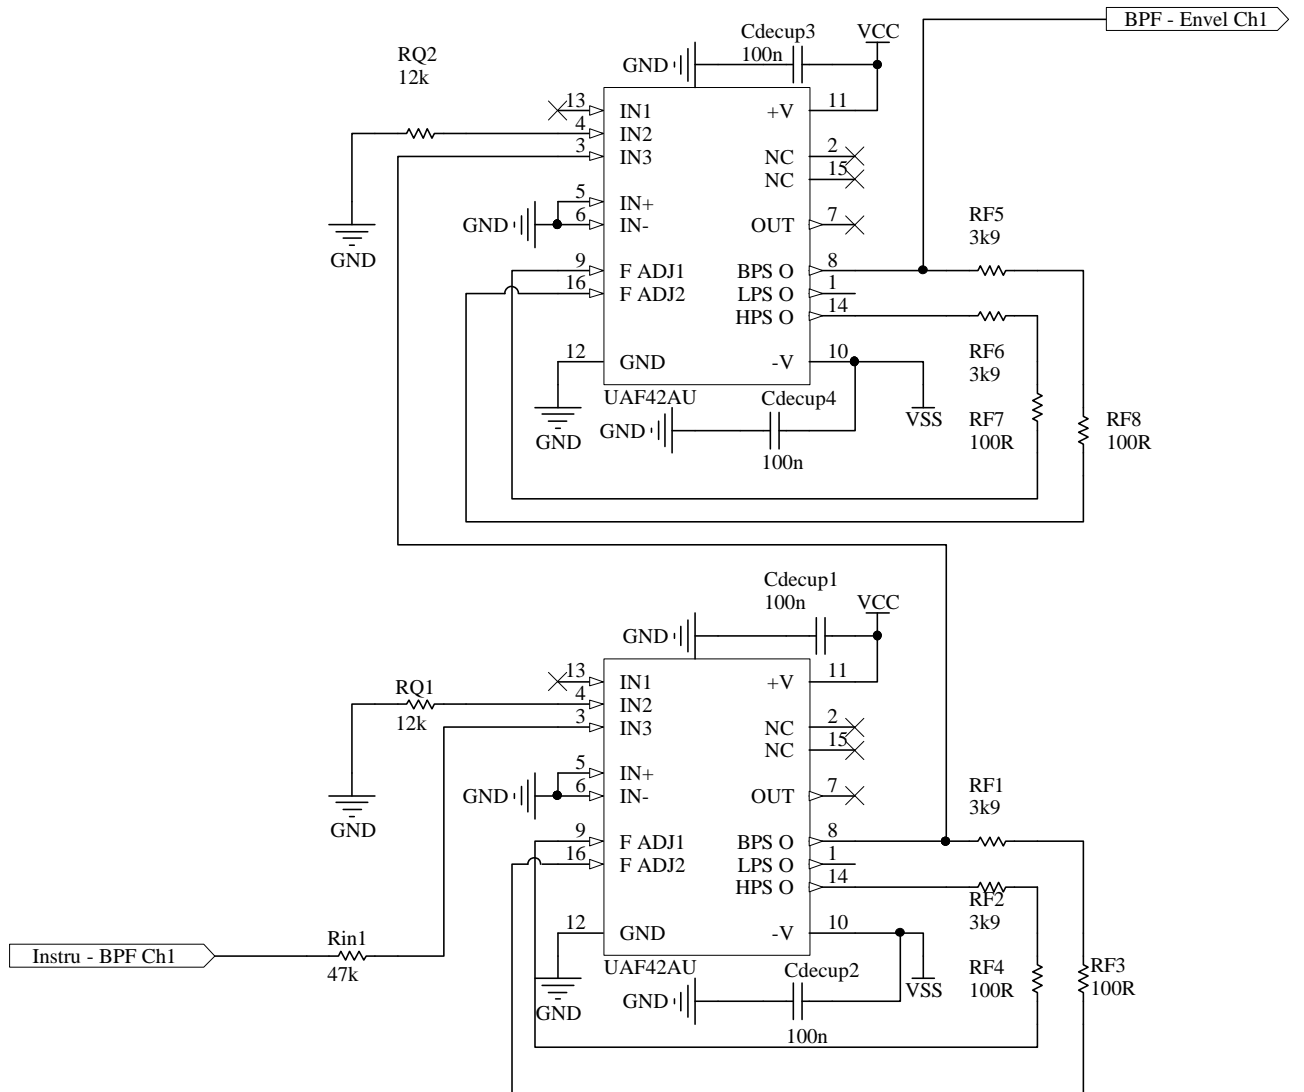 BPF - Envel Ch1
Cdecup3
100n
VCC
GND
RQ2
12k
13
IN1
+V
11
4
IN2
3
IN3
NC
2
NC
15
5
IN+
6
IN-
GND
OUT
7
RF5
3k9
GND
9
F ADJ1
BPS O
8
16
F ADJ2
LPS O
1
HPS O
14
12
GND
-V
10
RF6
3k9
UAF42AU
Cdecup4
GND
GND
100n
VSS
RF7
100R
RF8
100R
Cdecup1
100n
VCC
GND
13
IN1
+V
11
RQ1
12k
4
IN2
3
IN3
NC
2
NC
15
5
IN+
6
IN-
GND
OUT
7
RF1
3k9
GND
9
F ADJ1
BPS O
8
16
F ADJ2
LPS O
1
HPS O
14
RF2
3k9
12
GND
-V
10
Instru - BPF Ch1
Rin1
47k
UAF42AU
Cdecup2
GND
GND
100n
VSS
RF4
100R
RF3
100R